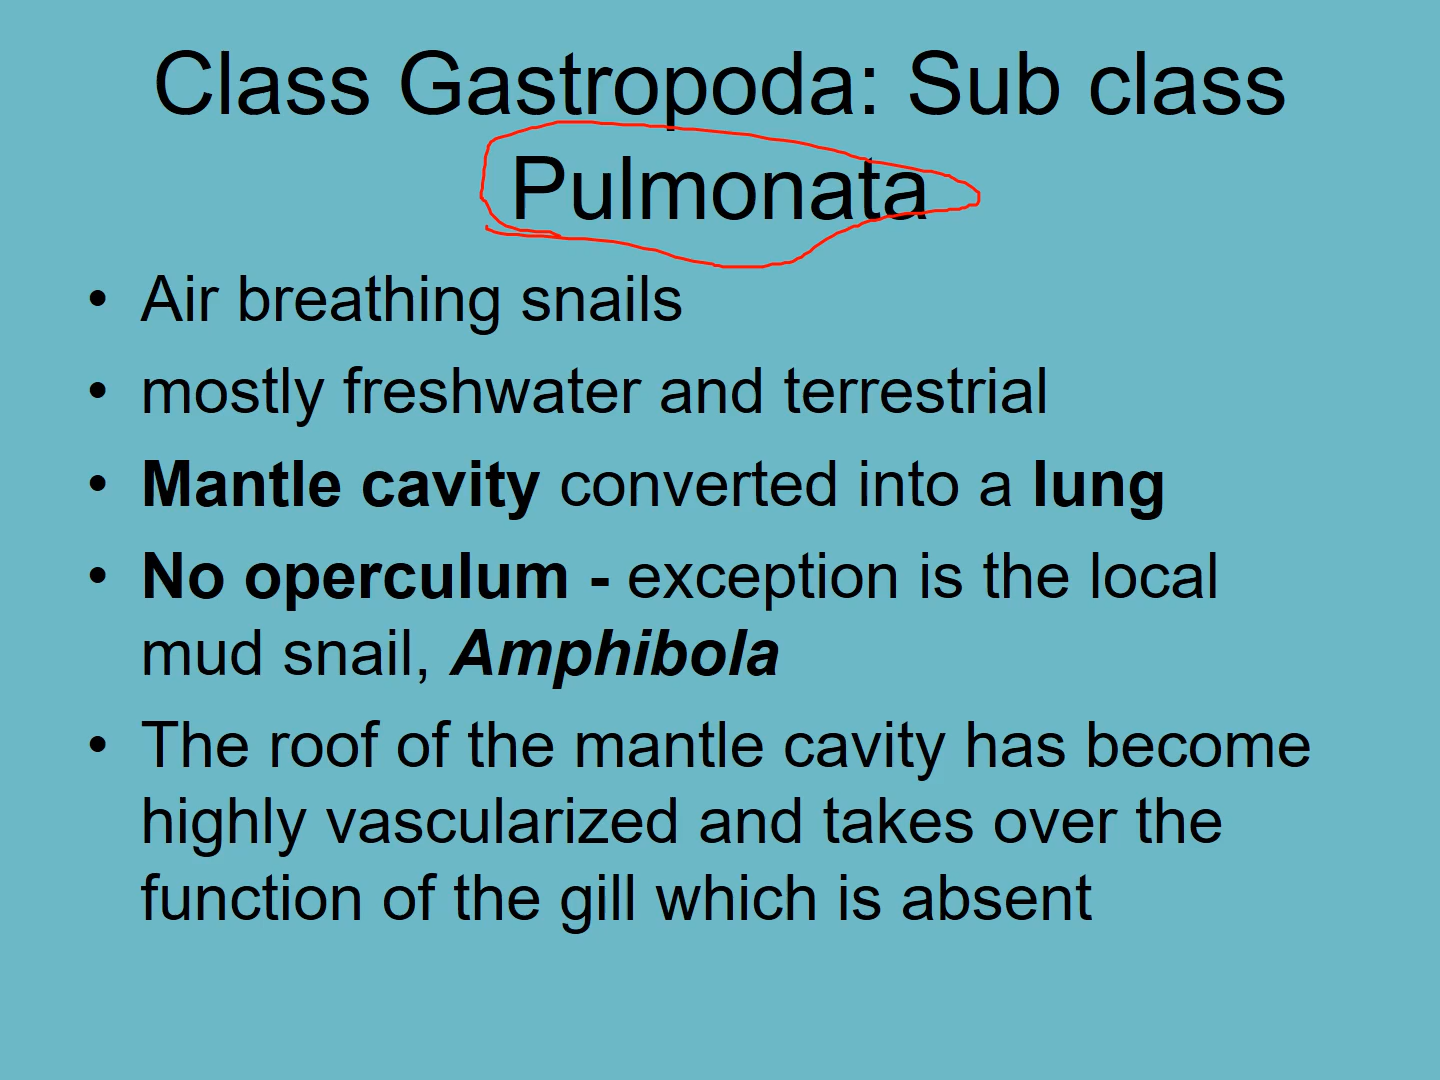 Class Gastropoda: Sub class
Pulmonata
• Air breathing snails
• mostly freshwater and terrestrial
• Mantle cavity converted into a lung
• No operculum - exception is the local
mud snail, Amphibola
• The roof of the mantle cavity has become
highly vascularized and takes over the
function of the gill which is absent